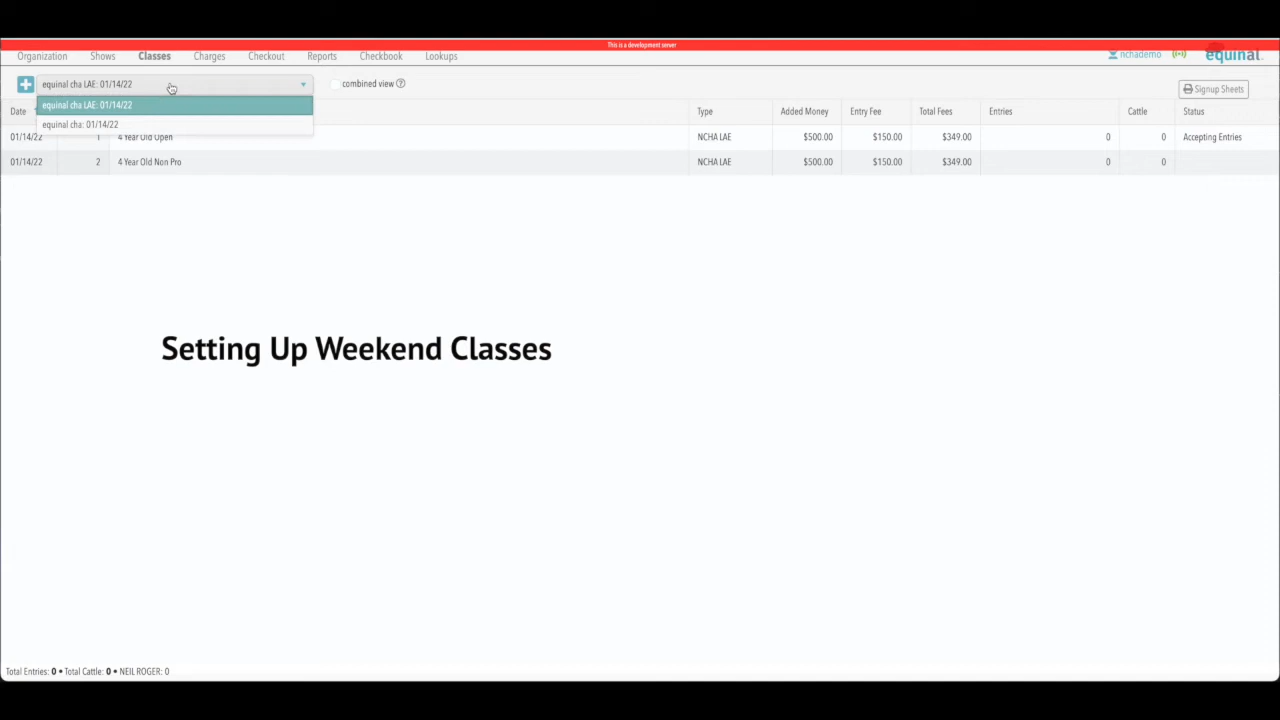 This is a development server
Organization Shows Classes Charges Checkout Reports Checkbook Lookups nchademo equinal
equinal cha LAE: 01/14/22 combined view Signup Sheets
equinal cha LAE: 01/14/22
equinal cha: 01/14/22
Date Type Added Money Entry Fee Total Fees Entries Cattle Status
01/14/22 1 4 Year Old Open NCHA LAE $500.00 $150.00 $349.00 0 0 Accepting Entries
01/14/22 2 4 Year Old Non Pro NCHA LAE $500.00 $150.00 $349.00 0 0
Setting Up Weekend Classes
Total Entries: 0 • Total Cattle: 0 • NEIL ROGER: 0